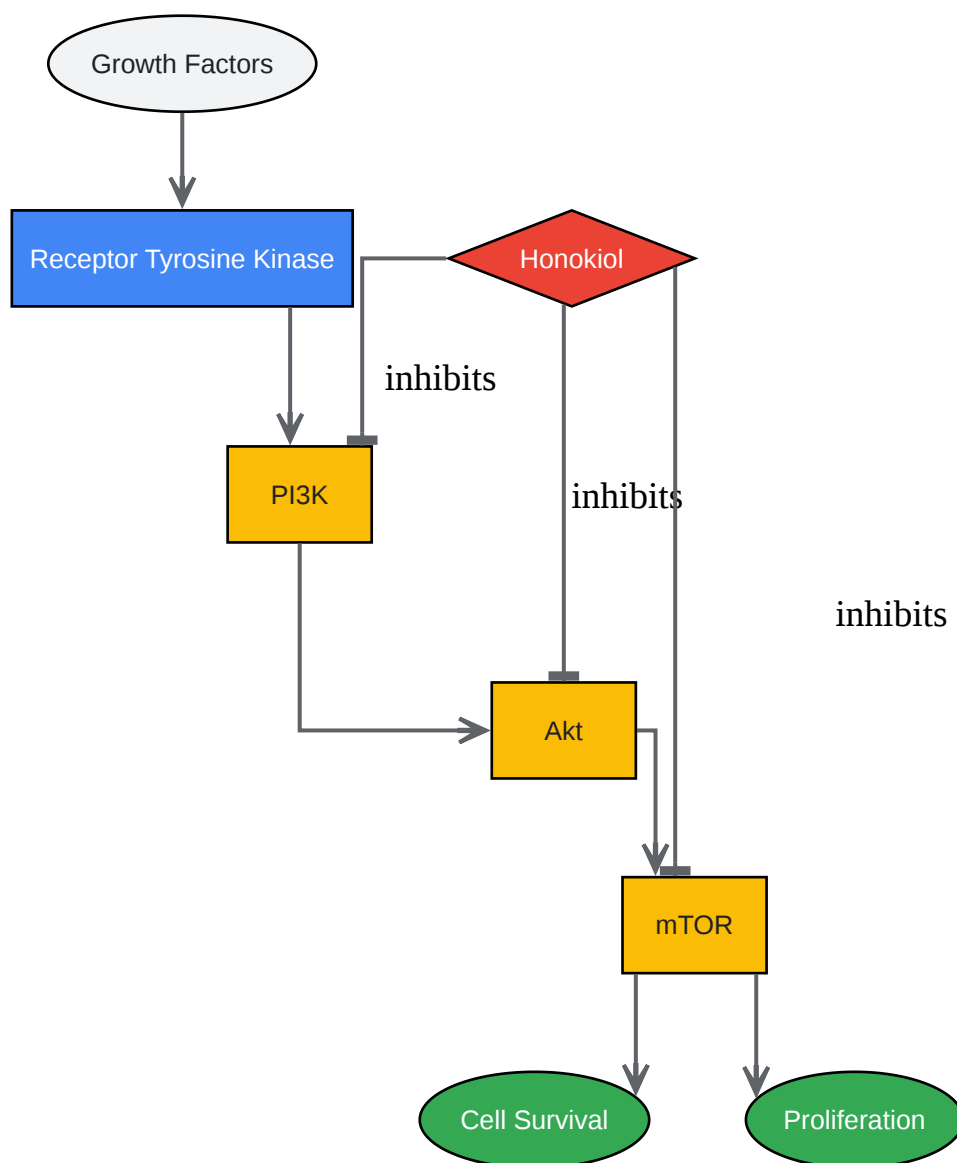 Growth Factors
Receptor Tyrosine Kinase
Honokiol
inhibits
PI3K
inhibits
inhibits
Akt
mTOR
Cell Survival
Proliferation